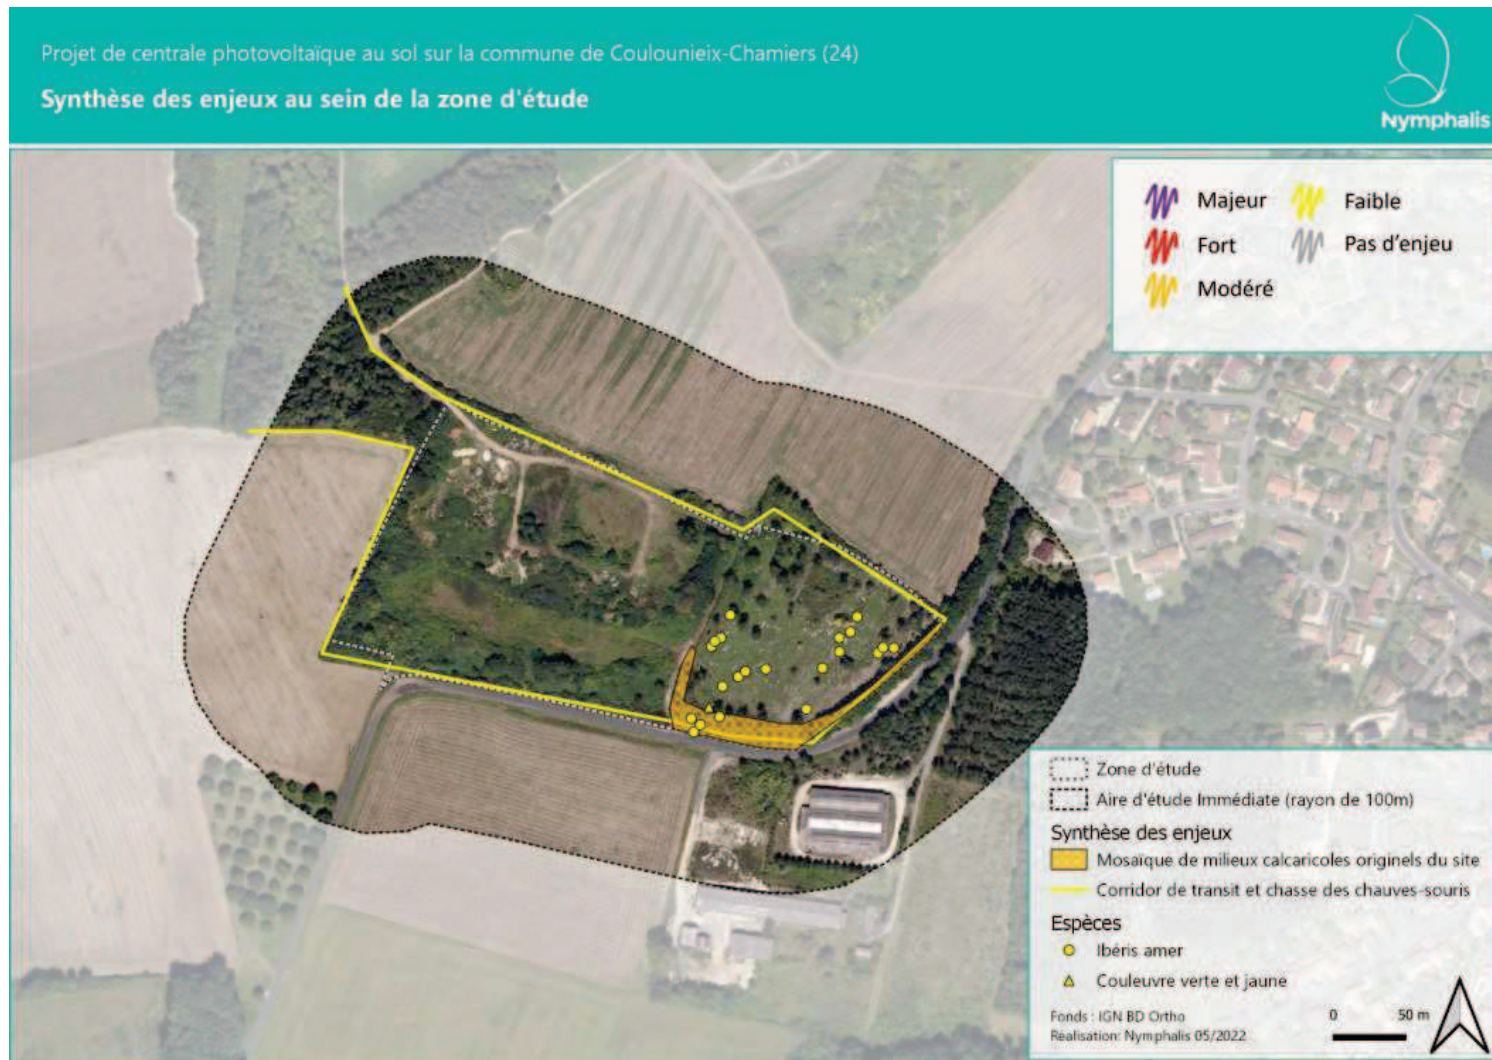 Projet de centrale photovoltaïque au sol sur la commune de Coulounieix-Chamiers (24)
Synthèse des enjeux au sein de la zone d'étude
Nymphalis
Majeur
Faible
Fort
Pas d'enjeu
Modéré
Zone d'étude
Aire d'étude Immédiate (rayon de 100m)
Synthèse des enjeux
Mosaïque de milieux calcaricoles originels du site
Corridor de transit et chasse des chauves-souris
Espèces
Ibéris amer
Couleuvre verte et jaune
Fonds : IGN BD Ortho
Réalisation: Nymphalis 05/2022
0 50 m